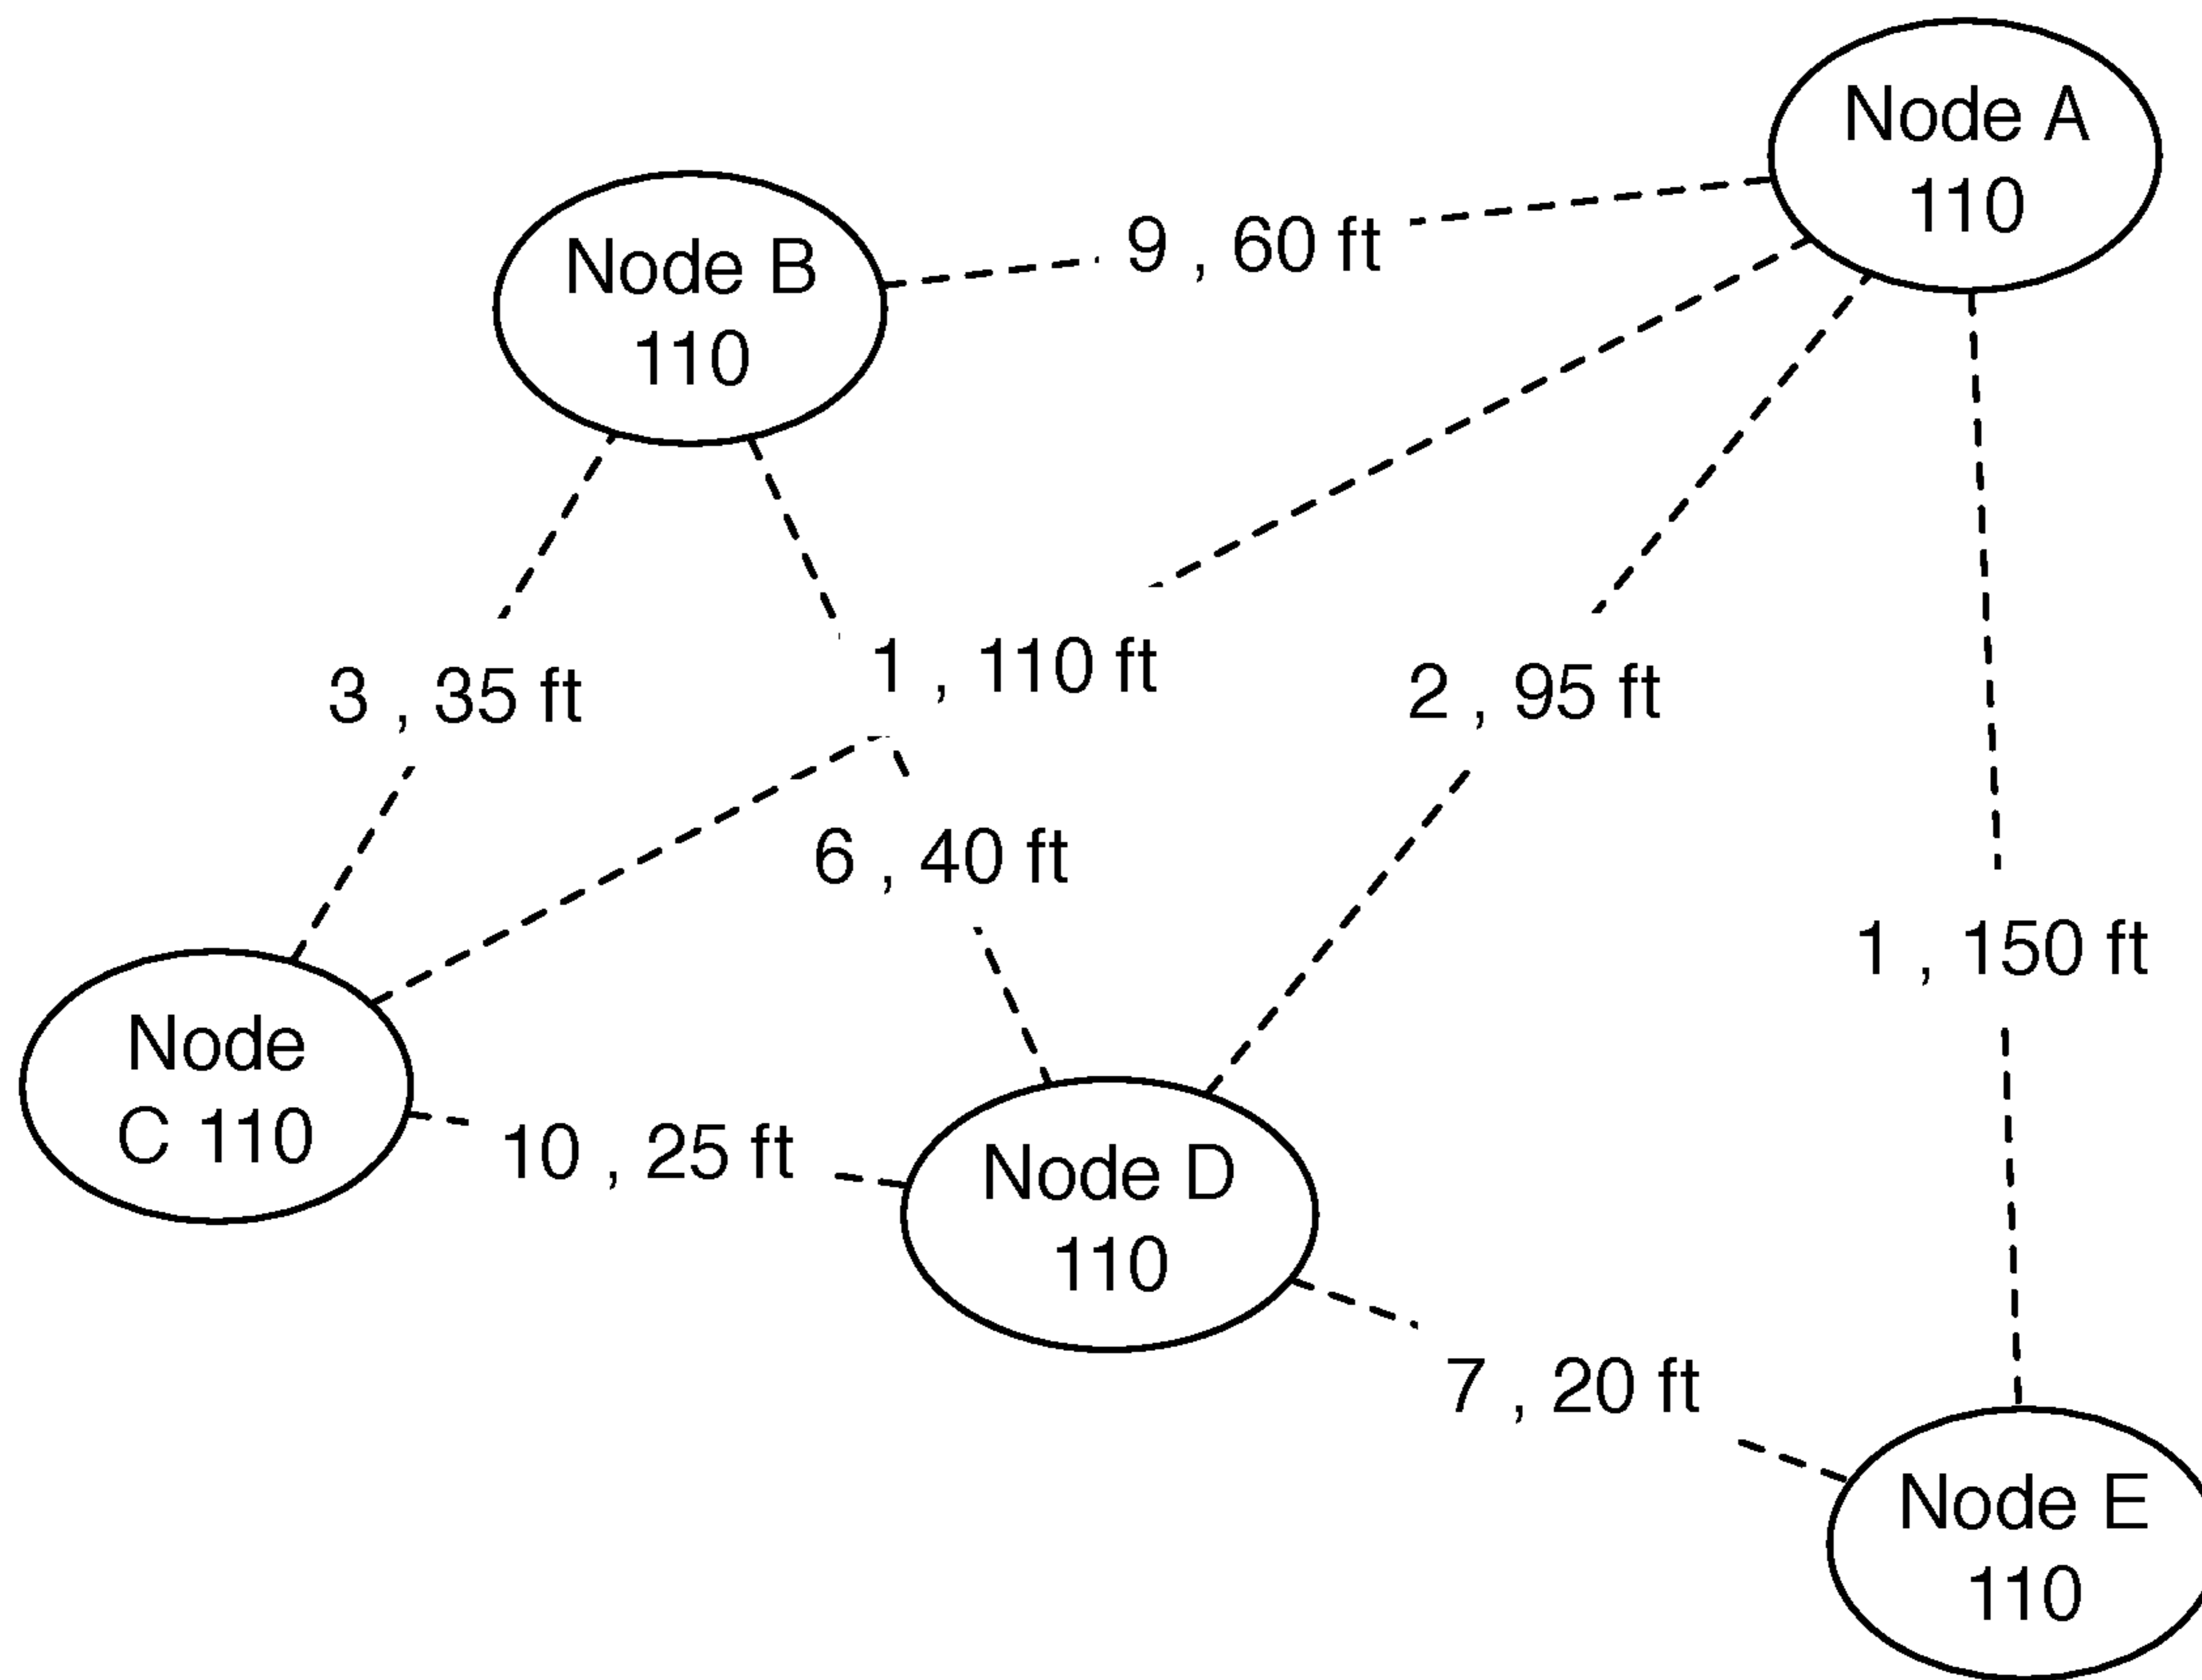 Node A
110
Node B
110
9 , 60 ft
1 , 110 ft
3 , 35 ft
2 , 95 ft
6 , 40 ft
1 , 150 ft
Node
C 110
10 , 25 ft
Node D
110
7 , 20 ft
Node E
110